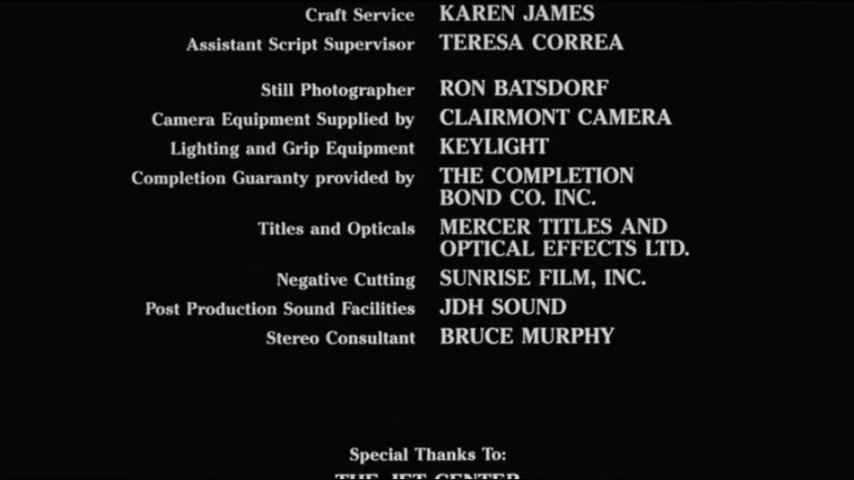 Craft Service KAREN JAMES
Assistant Script Supervisor TERESA CORREA
Still Photographer RON BATSDORF
Camera Equipment Supplied by CLAIRMONT CAMERA
Lighting and Grip Equipment KEYLIGHT
Completion Guaranty provided by THE COMPLETION
BOND CO. INC.
Titles and Opticals MERCER TITLES AND
OPTICAL EFFECTS LTD.
Negative Cutting SUNRISE FILM, INC.
Post Production Sound Facilities JDH SOUND
Stereo Consultant BRUCE MURPHY
Special Thanks To:
THE JET CENTER